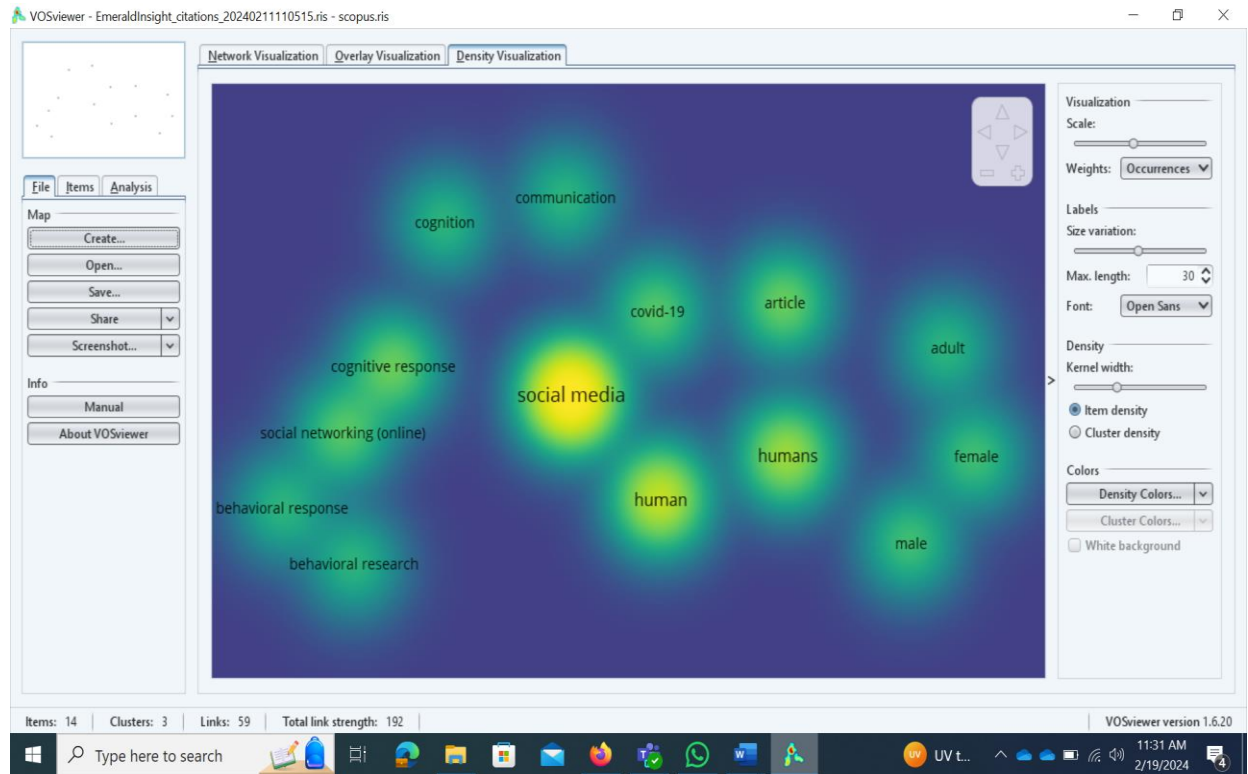 VOSviewer - EmeraldInsight_citations_20240211110515.ris - scopus.ris
Network Visualization Overlay Visualization Density Visualization
File Items Analysis
Map
Create...
Open...
Save...
Share
Screenshot...
Info
Manual
About VOSviewer
communication
cognition
covid-19
article
adult
cognitive response
social media
social networking (online)
humans
female
human
behavioral response
male
behavioral research
Visualization
Scale:
Weights: Occurrences
Labels
Size variation:
Max. length: 30
Font: Open Sans
Density
Kernel width:
Item density
Cluster density
Colors
Density Colors...
Cluster Colors...
White background
Items: 14 Clusters: 3 Links: 59 Total link strength: 192 VOSviewer version 1.6.20
Type here to search UV UV t... 11:31 AM
2/19/2024 4